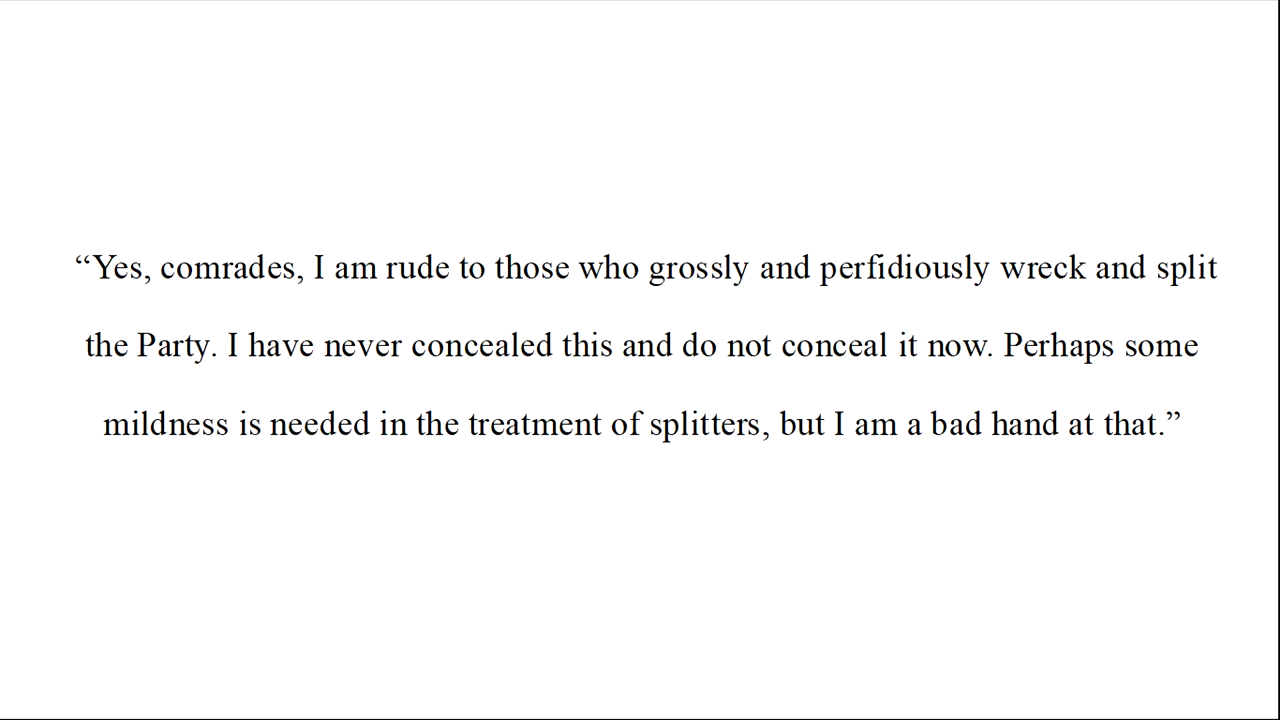 “Yes, comrades, I am rude to those who grossly and perfidiously wreck and split
the Party. I have never concealed this and do not conceal it now. Perhaps some
mildness is needed in the treatment of splitters, but I am a bad hand at that.”